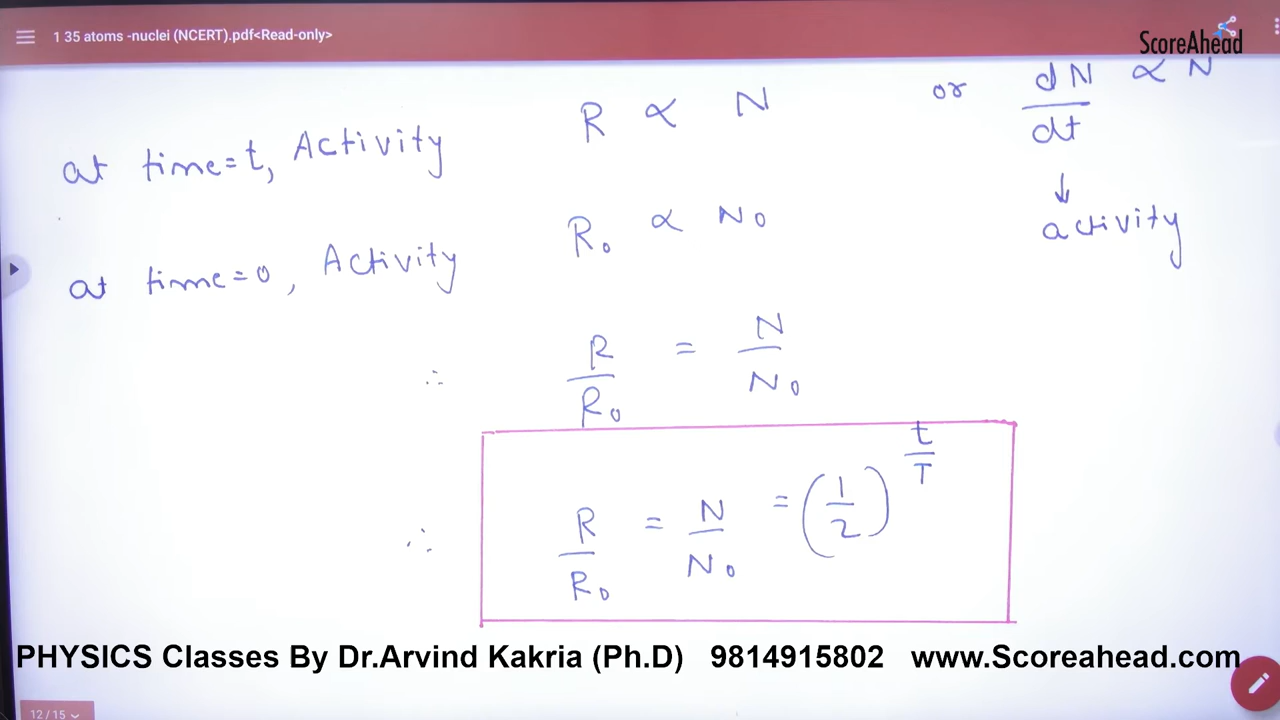 1 35 atoms -nuclei (NCERT).pdf<Read-only>
ScoreAhead
at time=t, Activity R ∝ N or dN/dt ∝ N
↓
activity
at time=0, Activity R₀ ∝ N₀
∴ R/R₀ = N/N₀
∴ R/R₀ = N/N₀ = (1/2)^(t/T)
PHYSICS Classes By Dr.Arvind Kakria (Ph.D) 9814915802 www.Scoreahead.com
12/15